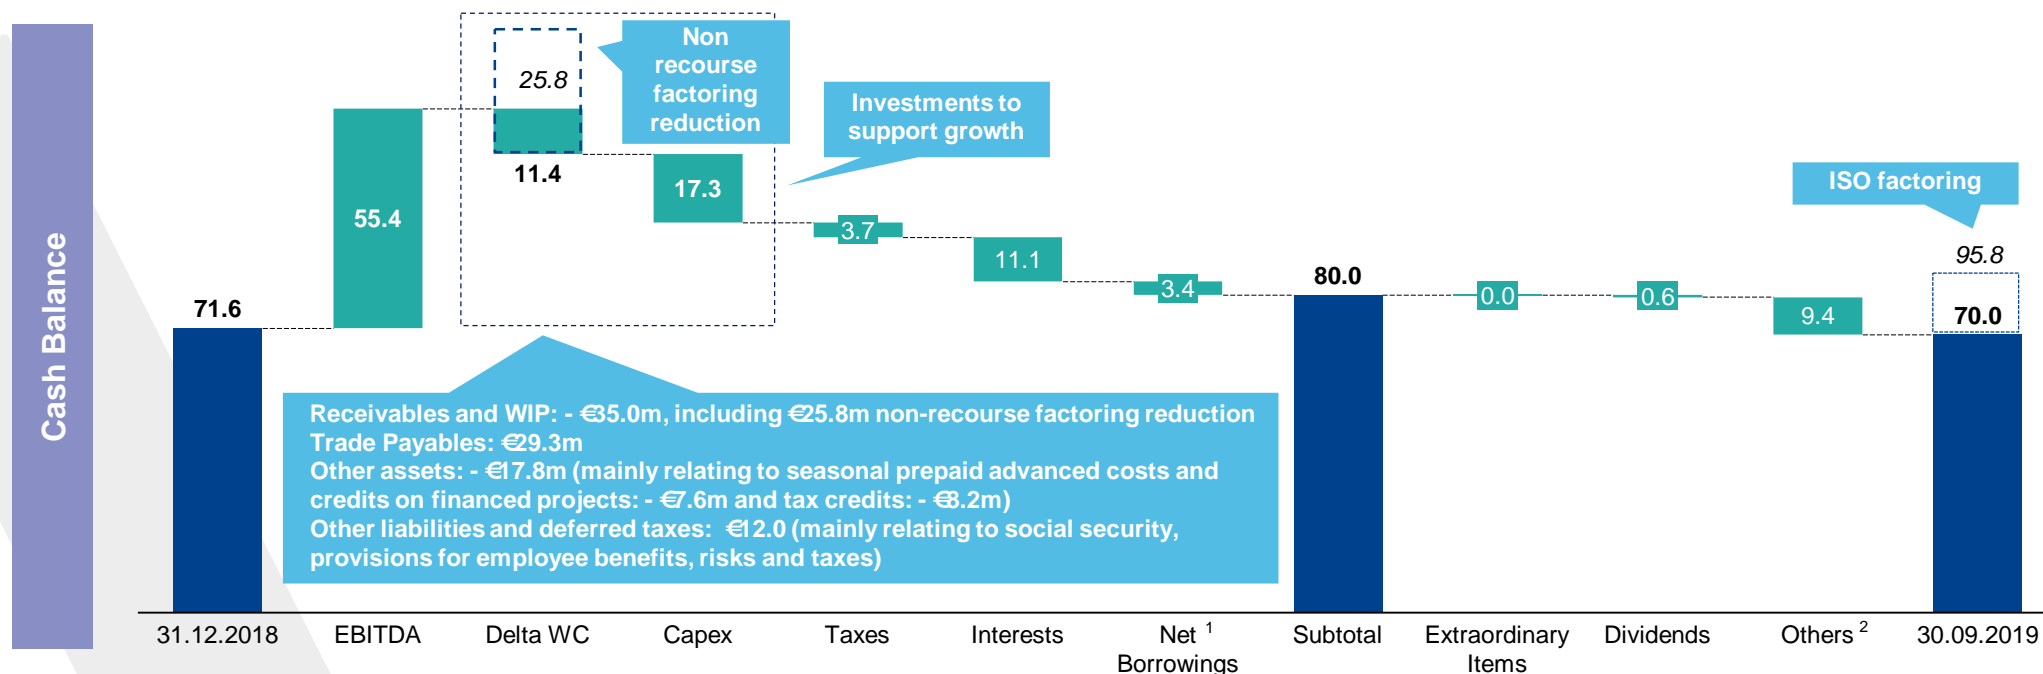 Cash Balance
Non
recourse
factoring
reduction
25.8
Investments to
support growth
11.4
17.3
55.4
ISO factoring
3.7
11.1
95.8
3.4
80.0
0.0
0.6
9.4
70.0
71.6
Receivables and WIP: - €35.0m, including €25.8m non-recourse factoring reduction
Trade Payables: €29.3m
Other assets: - €17.8m (mainly relating to seasonal prepaid advanced costs and
credits on financed projects: - €7.6m and tax credits: - €8.2m)
Other liabilities and deferred taxes: €12.0 (mainly relating to social security,
provisions for employee benefits, risks and taxes)
31.12.2018
EBITDA
Delta WC
Capex
Taxes
Interests
Net 1
Borrowings
Subtotal
Extraordinary
Items
Dividends
Others 2
30.09.2019